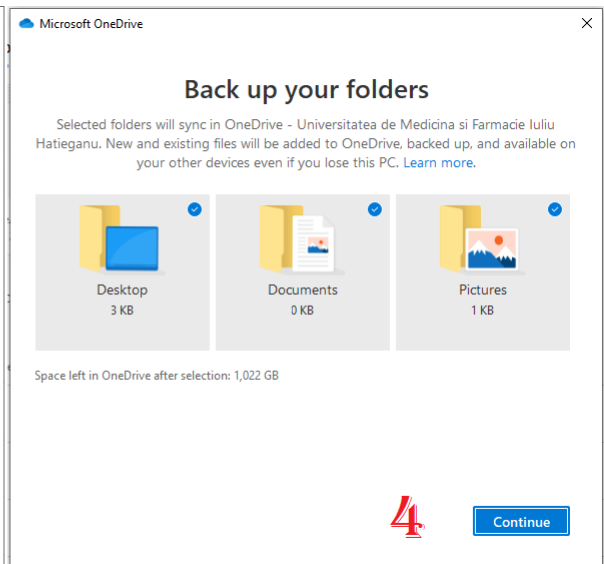 Microsoft OneDrive
Back up your folders
Selected folders will sync in OneDrive - Universitatea de Medicina si Farmacie Iuliu
Hatieganu. New and existing files will be added to OneDrive, backed up, and available on
your other devices even if you lose this PC. Learn more.
Desktop Documents Pictures
3 KB 0 KB 1 KB
Space left in OneDrive after selection: 1,022 GB
4 Continue